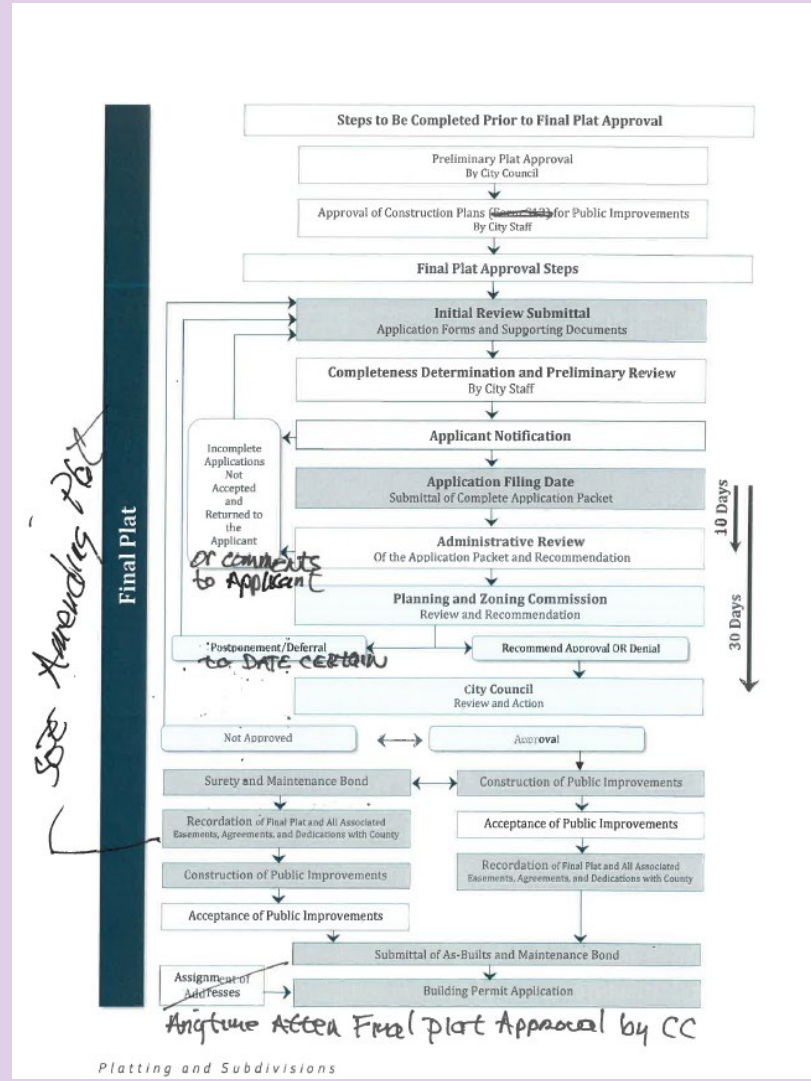 Steps to Be Completed Prior to Final Plat Approval
Preliminary Plat Approval
By City Council
Approval of Construction Plans for Public Improvements
By City Staff
Final Plat Approval Steps
Initial Review Submittal
Application Forms and Supporting Documents
Completeness Determination and Preliminary Review
By City Staff
Applicant Notification
Incomplete
Applications
Not
Accepted
and
Returned to
the
Applicant
or comments
to Applicant
Application Filing Date
Submittal of Complete Application Packet
10 Days
Administrative Review
Of the Application Packet and Recommendation
30 Days
Planning and Zoning Commission
Review and Recommendation
Postponement/Deferral
to DATE CERTAIN
Recommend Approval OR Denial
City Council
Review and Action
Not Approved
Approval
Surety and Maintenance Bond
Construction of Public Improvements
Recordation of Final Plat and All Associated
Easements, Agreements, and Dedications with County
Acceptance of Public Improvements
Construction of Public Improvements
Recordation of Final Plat and All Associated
Easements, Agreements, and Dedications with County
Acceptance of Public Improvements
Submittal of As-Builts and Maintenance Bond
Assignment of
Addresses
Building Permit Application
Anytime After Final plat Approval by CC
Final Plat
Amending Plat
Platting and Subdivisions